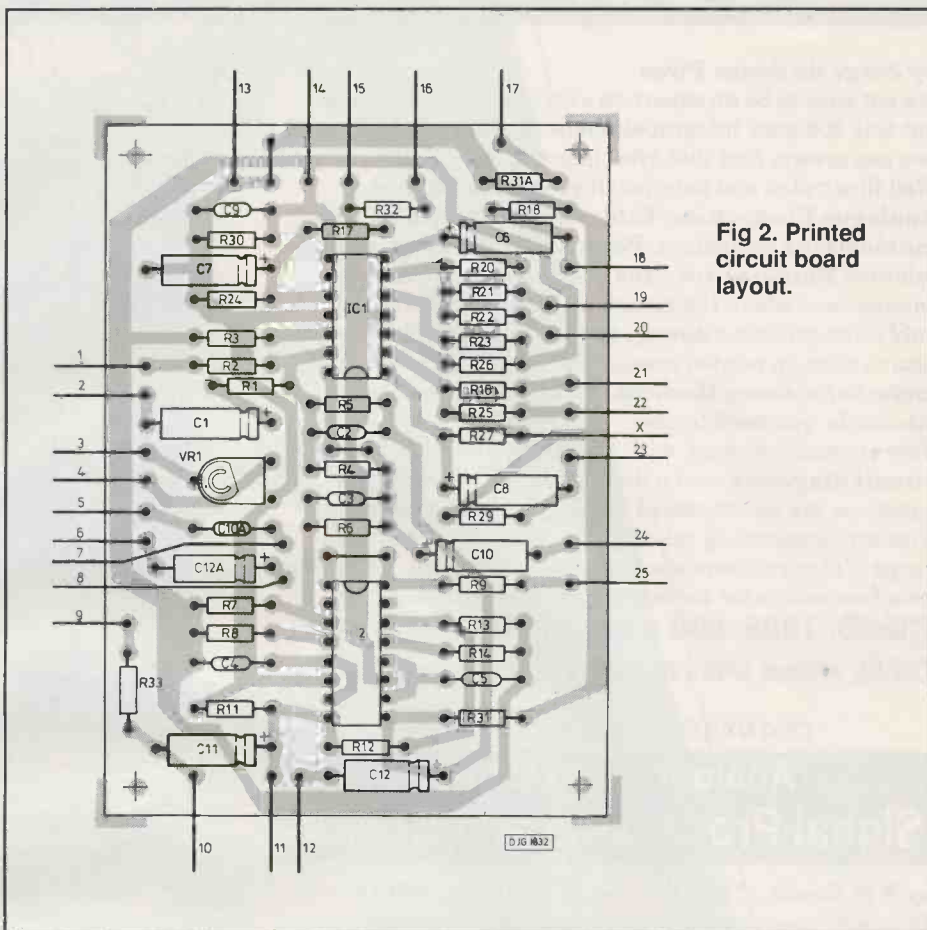 13 14 15 16 17
R31A
C9 R32 R18
R30 R17 C6
Fig 2. Printed
circuit board
layout.
C7 R20 18
R24 R21 19
IC1 R22
R3 R23 20
1 R2 R26
2 R1 R19 21
R5 R25 22
C1 C2 R27 X
3 23
VR1 R4
4 C3 C8
5 C10A R6 R29
6 24
7 C12A C10
8 R9 25
R7
9 R8 2 R13
R14
C4 C5
R33 R11 R31
C11 R12
C12
10 11 12
DJG 1832